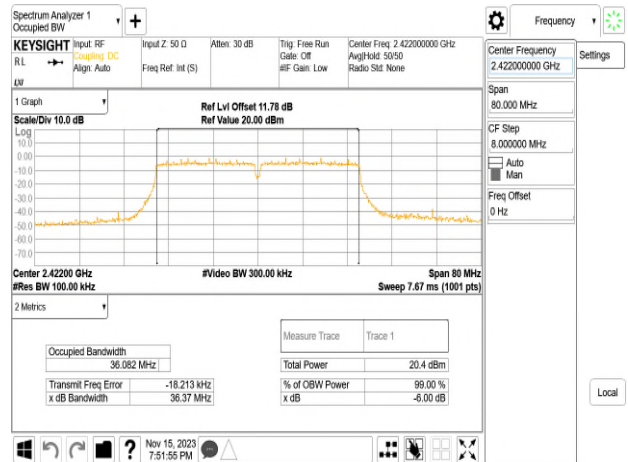 Spectrum Analyzer 1
Occupied BW
Frequency
KEYSIGHT
RL
LXI
Input: RF
Coupling: DC
Align: Auto
Input Z: 50 Ω
Freq Ref: Int (S)
Atten: 30 dB
Trig: Free Run
Gate: Off
#IF Gain: Low
Center Freq: 2.422000000 GHz
Avg|Hold: 50/50
Radio Std: None
Center Frequency
2.422000000 GHz
Settings
Span
80.000 MHz
CF Step
8.000000 MHz
Auto
Man
Freq Offset
0 Hz
1 Graph
Scale/Div 10.0 dB
Ref Lvl Offset 11.78 dB
Ref Value 20.00 dBm
Log
10.0
0.00
-10.0
-20.0
-30.0
-40.0
-50.0
-60.0
-70.0
Center 2.42200 GHz
#Res BW 100.00 kHz
#Video BW 300.00 kHz
Span 80 MHz
Sweep 7.67 ms (1001 pts)
2 Metrics
Measure Trace Trace 1
Occupied Bandwidth
36.082 MHz
Total Power 20.4 dBm
Transmit Freq Error -18.213 kHz
% of OBW Power 99.00 %
x dB Bandwidth 36.37 MHz
x dB -6.00 dB
Local
?
Nov 15, 2023
7:51:55 PM